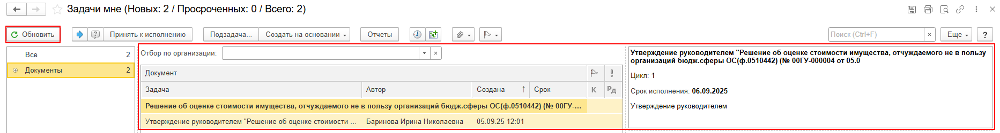 Задачи мне (Новых: 2 / Просроченных: 0 / Всего: 2)
Обновить Принять к исполнению Подзадача... Создать на основании Отчеты Поиск (Ctrl+F) × Еще ?
Все 2
Документы 2
Отбор по организации: ×
Документ !
Задача Автор Создана ↑ Срок К Рд
Решение об оценке стоимости имущества, отчуждаемого не в пользу организаций бюдж.сферы ОС(ф.0510442) (№ 00ГУ-...
Утверждение руководителем "Решение об оценке стоимости ... Баринова Ирина Николаевна 05.09.25 12:01
Утверждение руководителем "Решение об оценке стоимости имущества, отчуждаемого не в пользу
организаций бюдж.сферы ОС(ф.0510442) (№ 00ГУ-000004 от 05.0
Цикл: 1
Срок исполнения: 06.09.2025
Утверждение руководителем